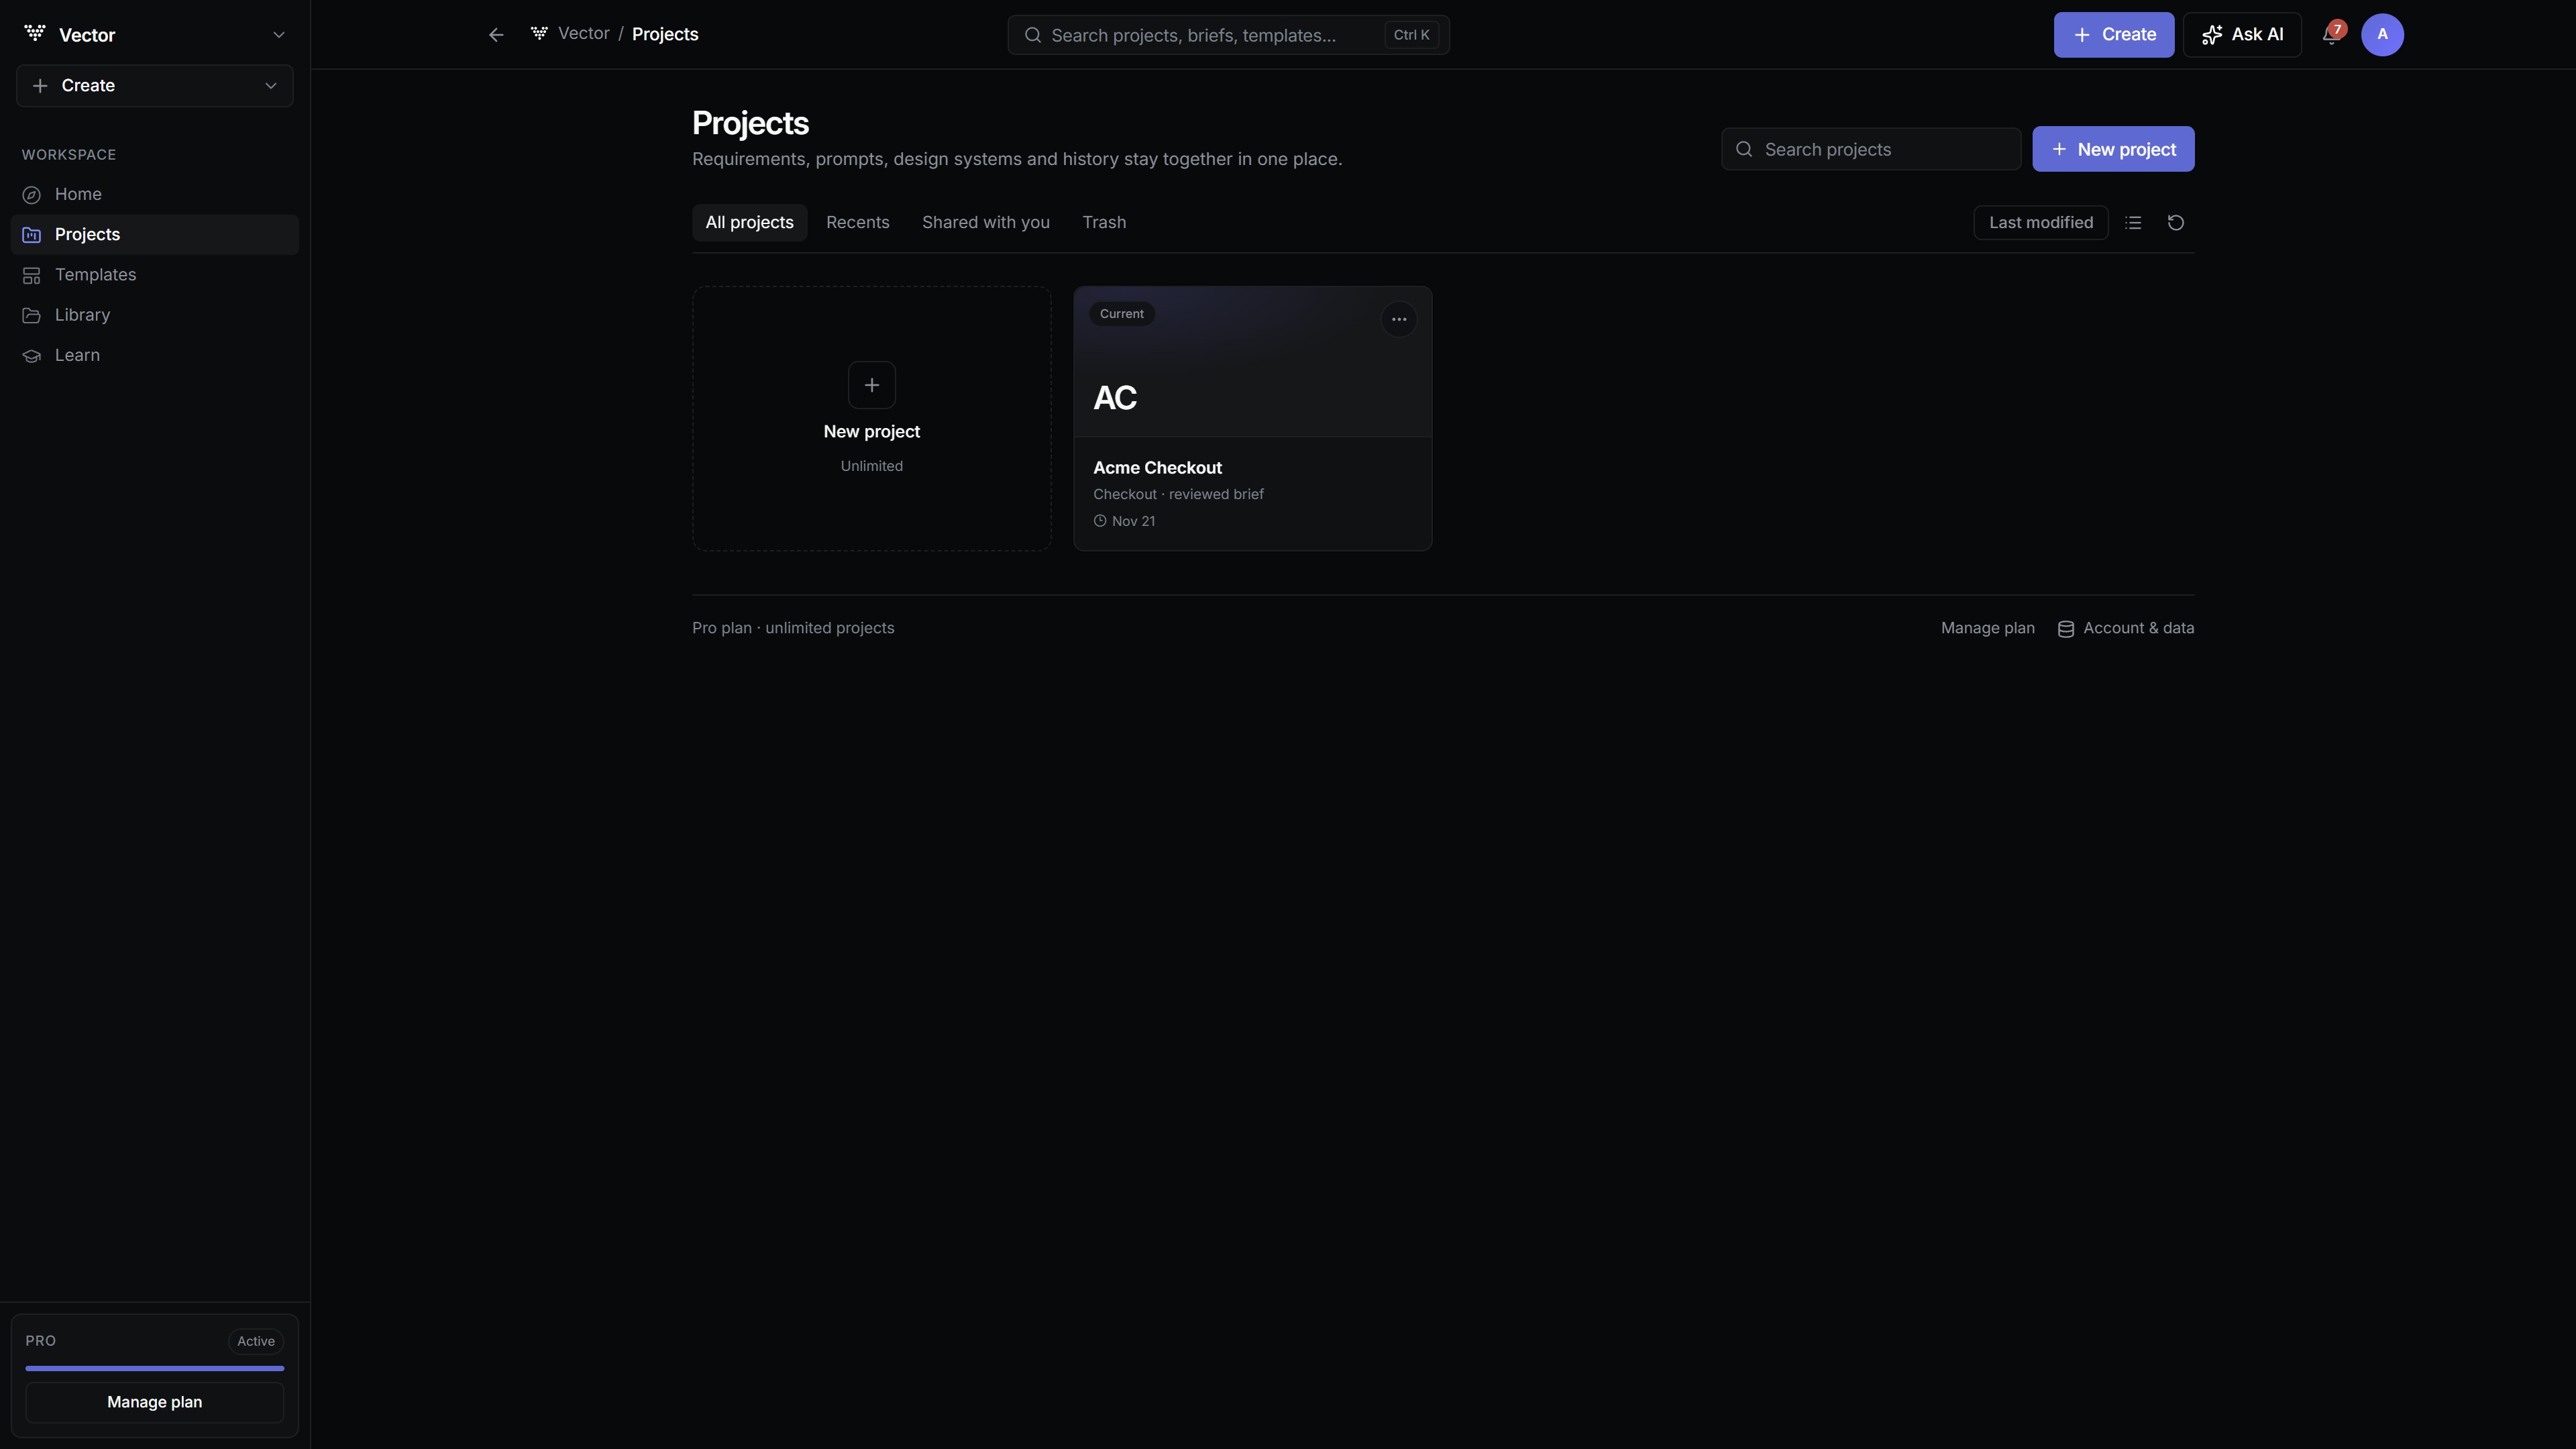 Vector
Create
WORKSPACE
Home
Projects
Templates
Library
Learn
PRO
Active
Manage plan
Vector / Projects
Search projects, briefs, templates...
Ctrl K
Create
Ask AI
7
A
Projects
Requirements, prompts, design systems and history stay together in one place.
Search projects
New project
All projects
Recents
Shared with you
Trash
Last modified
New project
Unlimited
Current
AC
Acme Checkout
Checkout · reviewed brief
Nov 21
Pro plan · unlimited projects
Manage plan
Account & data